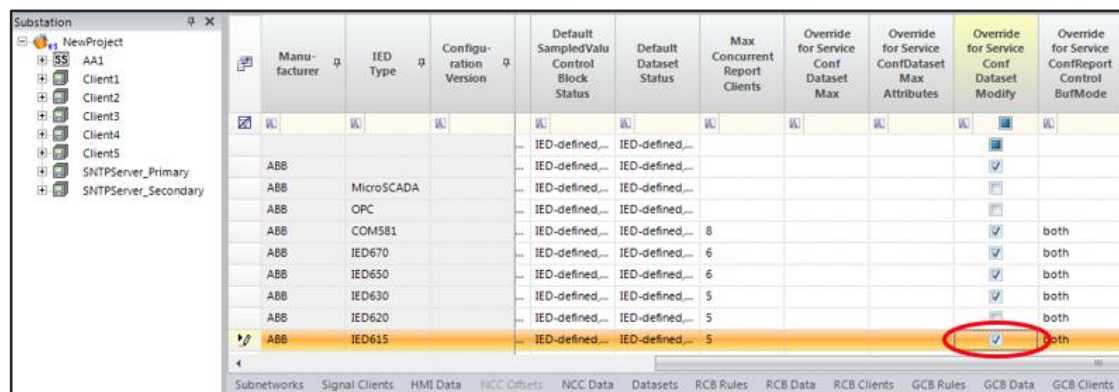 Substation
NewProject
SS AA1
Client1
Client2
Client3
Client4
Client5
SNTPServer_Primary
SNTPServer_Secondary
Manu-facturer
IED Type
Configu-ration Version
Default SampledValu Control Block Status
Default Dataset Status
Max Concurrent Report Clients
Override for Service Conf Dataset Max
Override for Service ConfDataset Max Attributes
Override for Service Conf Dataset Modify
Override for Service ConfReport Control BufMode
... IED-defined,... IED-defined,...
ABB ... IED-defined,... IED-defined,...
ABB MicroSCADA ... IED-defined,... IED-defined,...
ABB OPC ... IED-defined,... IED-defined,...
ABB COM581 ... IED-defined,... IED-defined,... 8 both
ABB IED670 ... IED-defined,... IED-defined,... 6 both
ABB IED650 ... IED-defined,... IED-defined,... 6 both
ABB IED630 ... IED-defined,... IED-defined,... 5 both
ABB IED620 ... IED-defined,... IED-defined,... 5 both
ABB IED615 ... IED-defined,... IED-defined,... 5 both
Subnetworks Signal Clients HMI Data NCC Offsets NCC Data Datasets RCB Rules RCB Data RCB Clients GCB Rules GCB Data GCB Clients